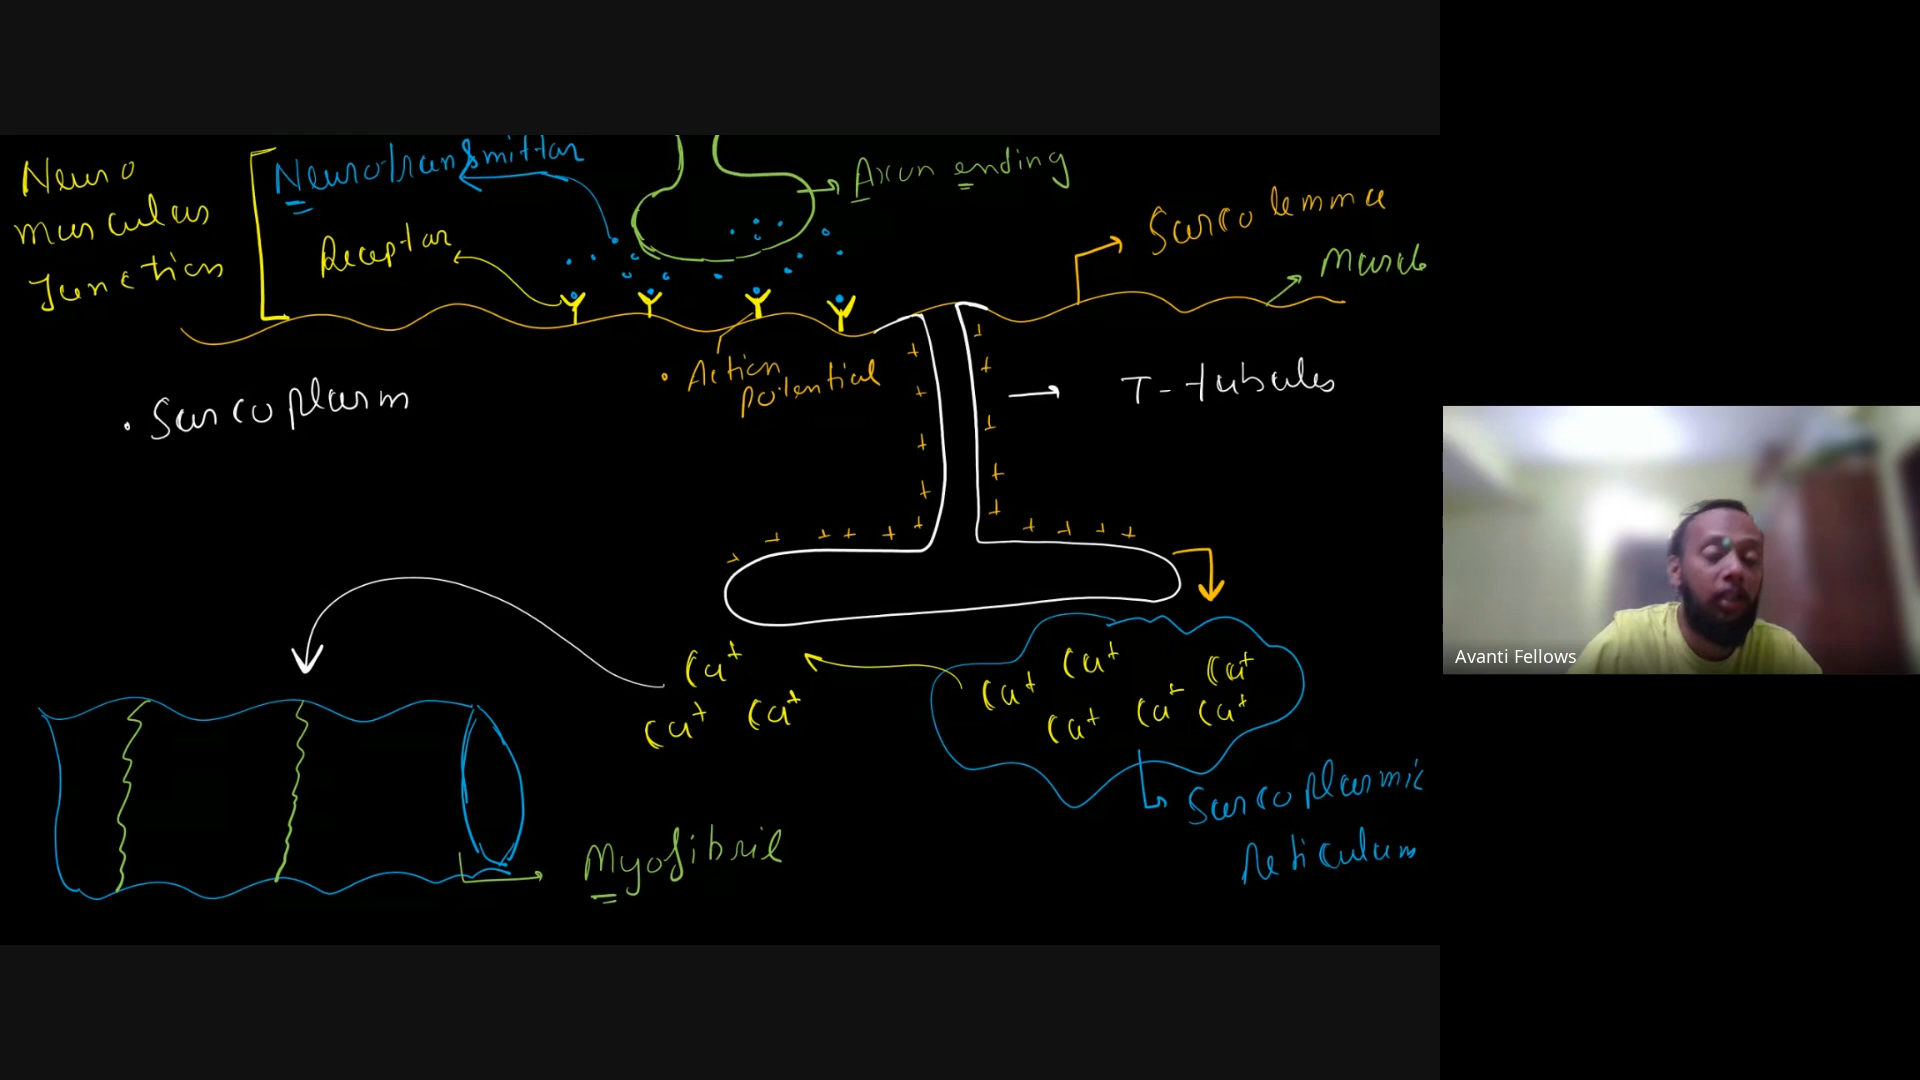 Neuro
muscular
Junction
Neurotransmitter
Receptor
Axon ending
Sarcolemma
Muscle
• Action
potential
• Sarcoplasm
T-tubules
+ + + + + + + + + +
+ + + + + + + + + +
Ca+
Ca+ Ca+
Ca+ Ca+ Ca+
Ca+ Ca+ Ca+
Sarcoplasmic
reticulum
Myofibril
Avanti Fellows